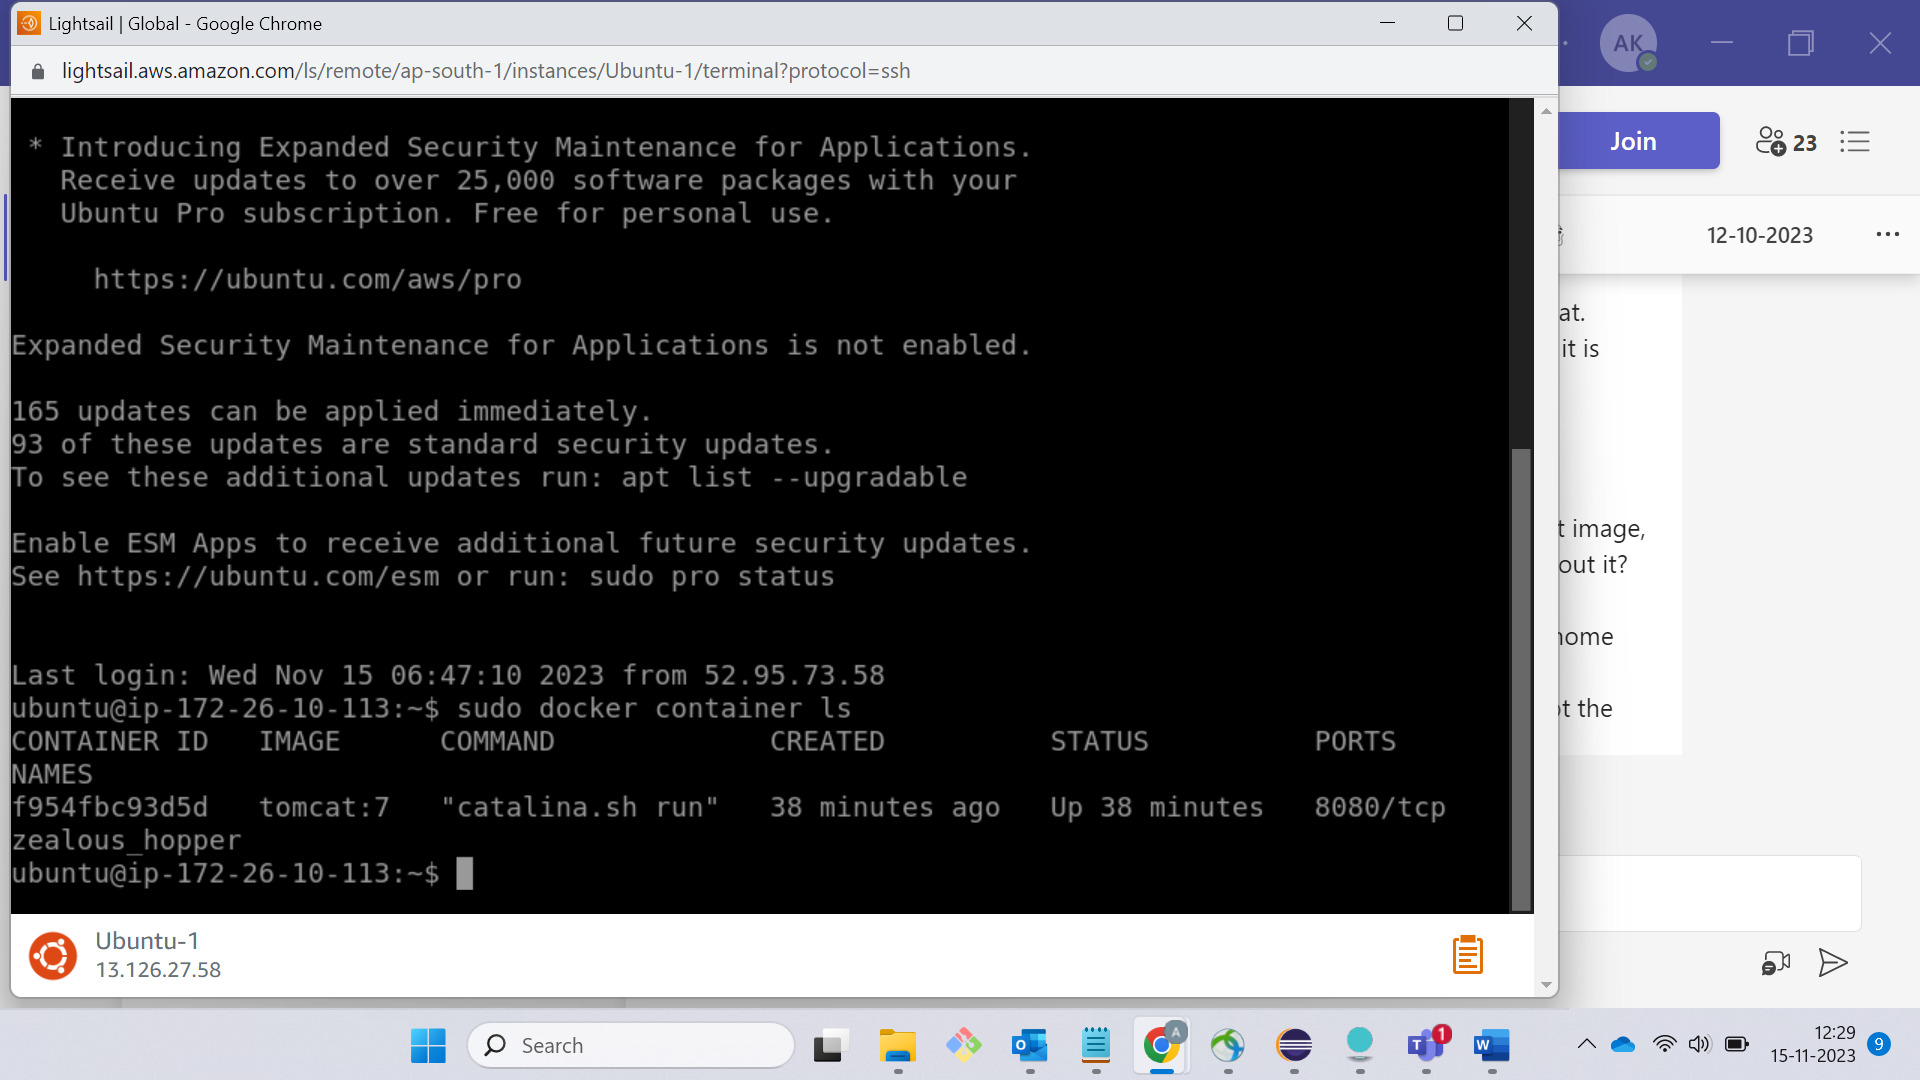 Lightsail | Global - Google Chrome
lightsail.aws.amazon.com/ls/remote/ap-south-1/instances/Ubuntu-1/terminal?protocol=ssh
* Introducing Expanded Security Maintenance for Applications.
Receive updates to over 25,000 software packages with your
Ubuntu Pro subscription. Free for personal use.
https://ubuntu.com/aws/pro
Expanded Security Maintenance for Applications is not enabled.
165 updates can be applied immediately.
93 of these updates are standard security updates.
To see these additional updates run: apt list --upgradable
Enable ESM Apps to receive additional future security updates.
See https://ubuntu.com/esm or run: sudo pro status
Last login: Wed Nov 15 06:47:10 2023 from 52.95.73.58
ubuntu@ip-172-26-10-113:~$ sudo docker container ls
CONTAINER ID   IMAGE      COMMAND             CREATED          STATUS          PORTS
NAMES
f954fbc93d5d   tomcat:7   "catalina.sh run"   38 minutes ago   Up 38 minutes   8080/tcp
zealous_hopper
ubuntu@ip-172-26-10-113:~$
Ubuntu-1
13.126.27.58
AK
Join
23
12-10-2023
at.
it is
t image,
out it?
ome
t the
Search
A
1
12:29
15-11-2023
9